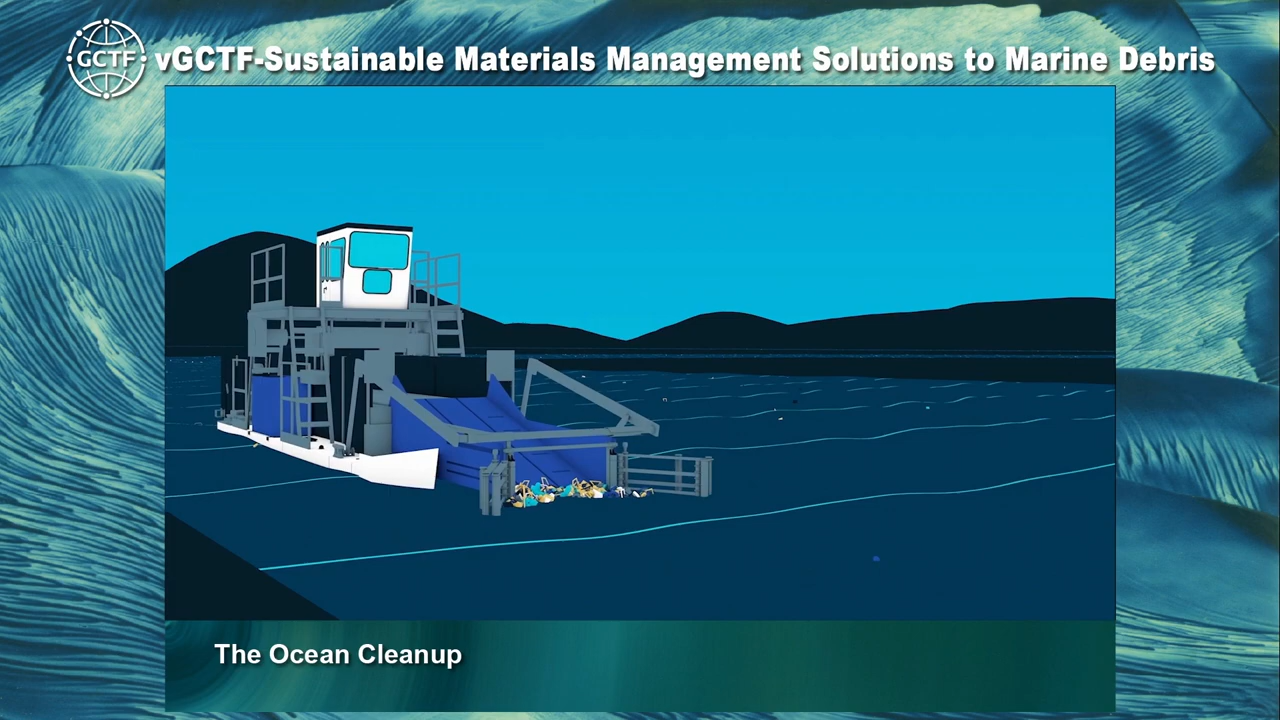 GCTF
vGCTF-Sustainable Materials Management Solutions to Marine Debris
The Ocean Cleanup